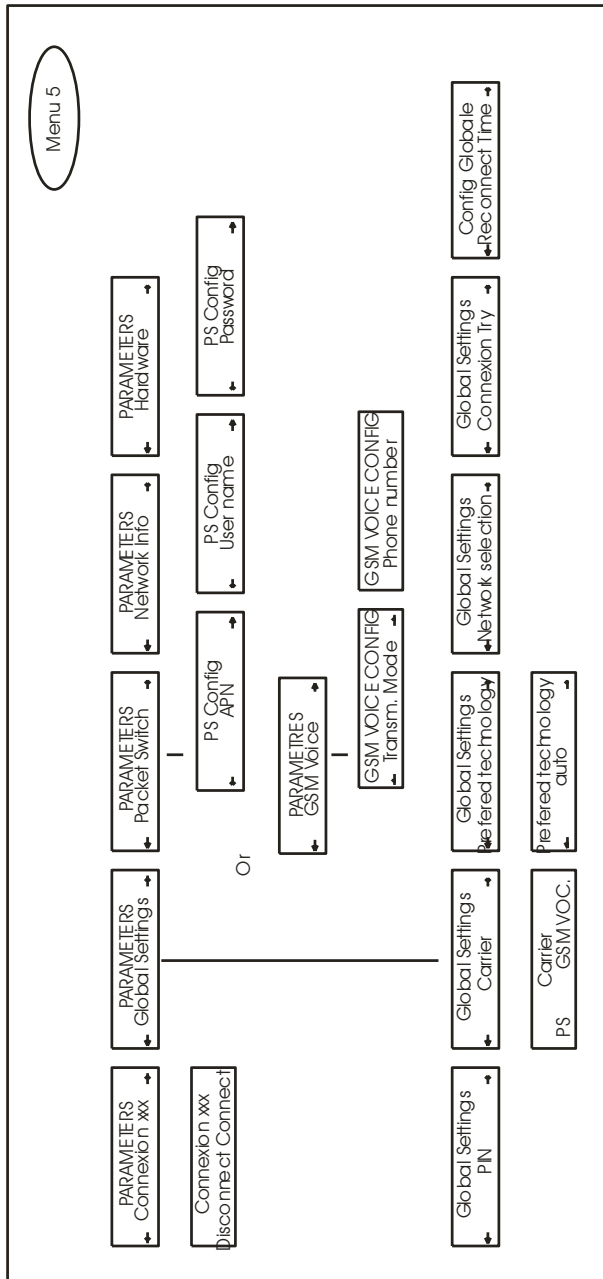 Menu 5
PARAMETERS
Connexion xxx
PARAMETERS
Global Settings
PARAMETERS
Packet Switch
PARAMETERS
Network Info
PARAMETERS
Hardware
Connexion xxx
Disconnect Connect
PS Config
APN
PS Config
User name
PS Config
Password
Or
PARAMETRES
GSM Voice
GSM VOICE CONFIG
Transm. Mode
GSM VOICE CONFIG
Phone number
Global Settings
PIN
Global Settings
Carrier
Global Settings
Prefered technology
Global Settings
Network selection
Global Settings
Connexion Try
Config Globale
Reconnect Time
Carrier
PS GSM VOC.
Prefered technology
auto